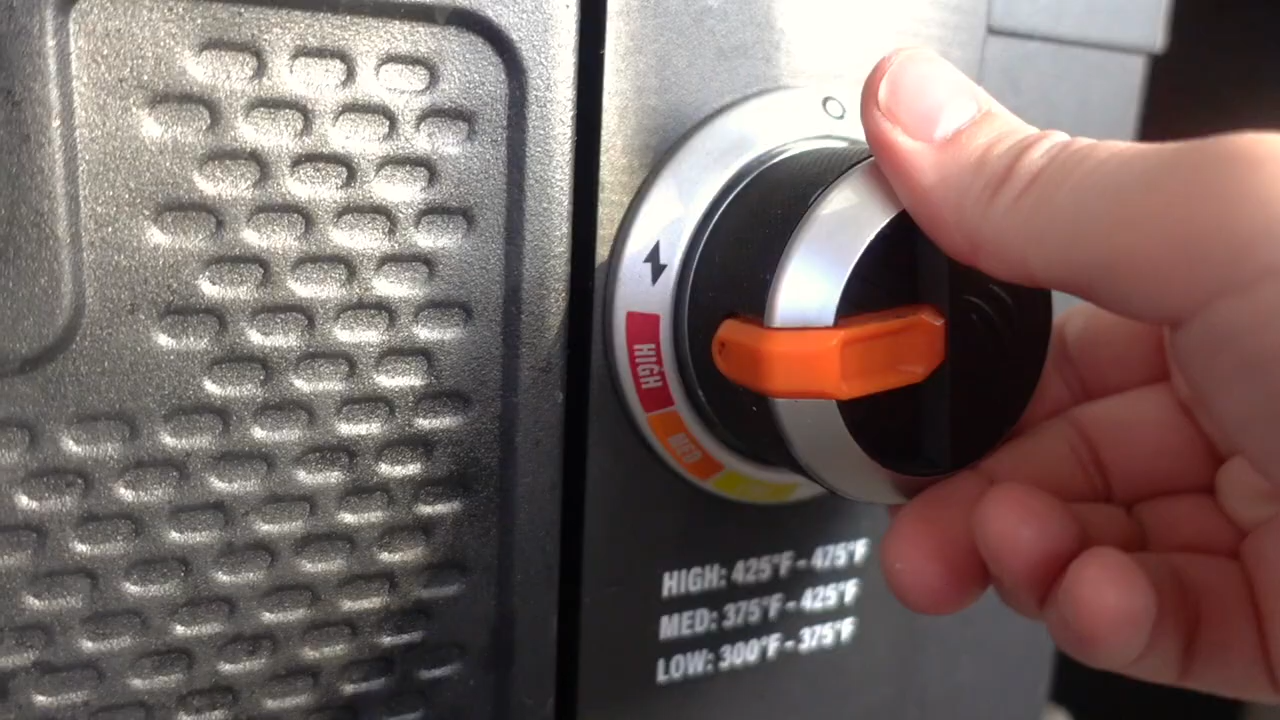 HIGH
MED
HIGH: 425°F - 475°F
MED: 375°F - 425°F
LOW: 300°F - 375°F